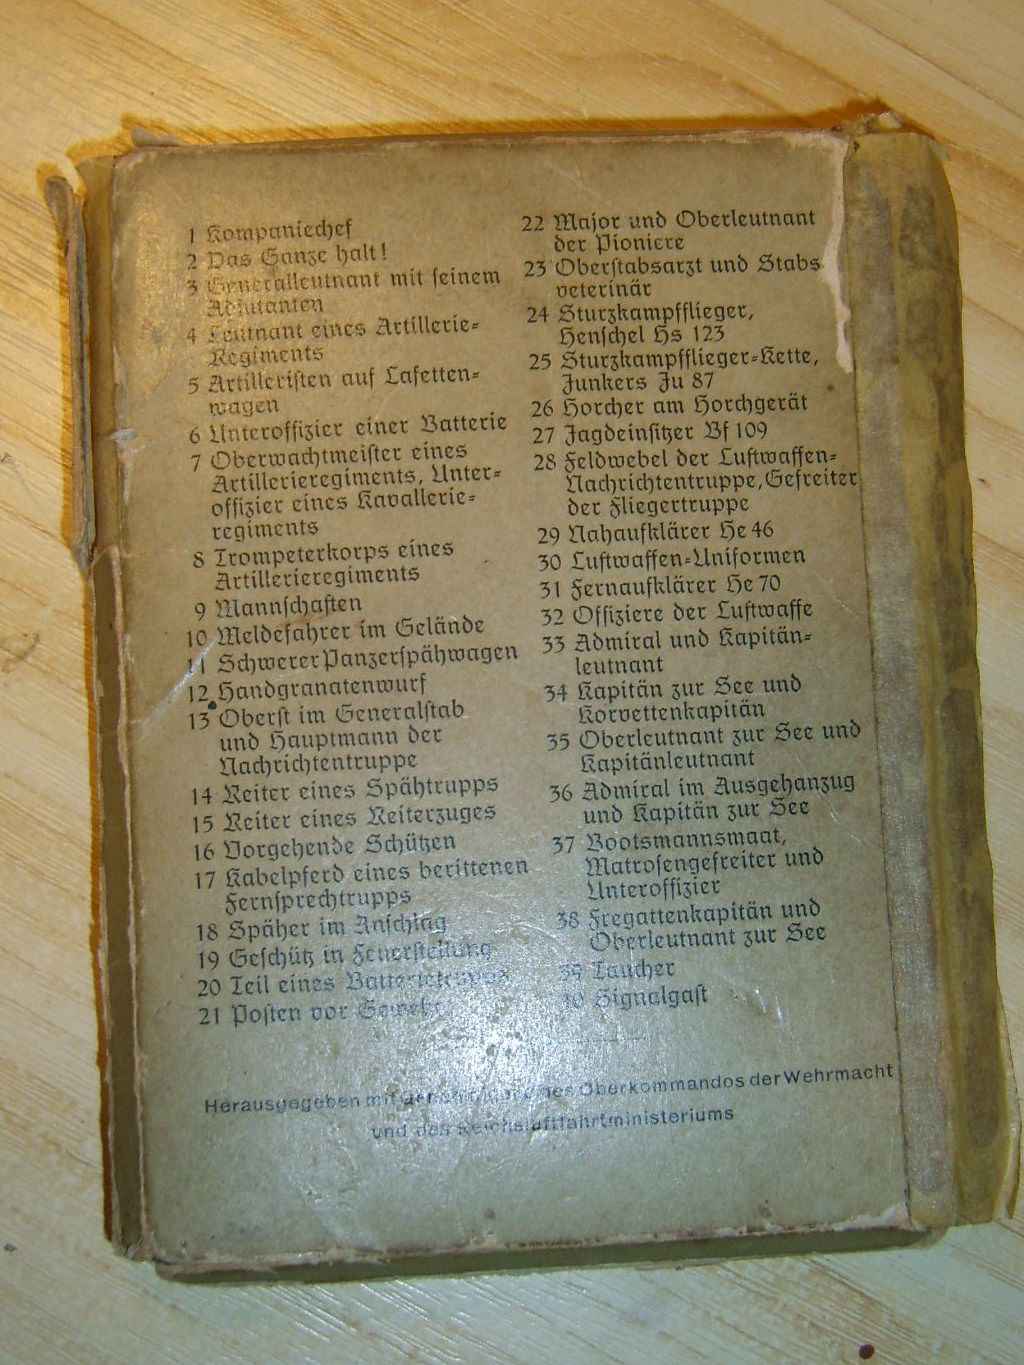 1 Kompaniechef
2 Das Ganze halt!
3 Generalleutnant mit seinem
Adjutanten
4 Leutnant eines Artillerie-
Regiments
5 Artilleristen auf Lafetten-
wagen
6 Unteroffizier einer Batterie
7 Oberwachtmeister eines
Artillerieregiments, Unter-
offizier eines Kavallerie-
regiments
8 Trompeterkorps eines
Artillerieregiments
9 Mannschaften
10 Meldefahrer im Gelände
11 Schwerer Panzerspähwagen
12 Handgranatenwurf
13 Oberst im Generalstab
und Hauptmann der
Nachrichtentruppe
14 Reiter eines Spähtrupps
15 Reiter eines Reiterzuges
16 Vorgehende Schützen
17 Kabelpferd eines berittenen
Fernsprechtrupps
18 Späher im Anschlag
19 Geschütz in Feuerstellung
20 Teil eines Batterietrupps
21 Posten vor Gewehr
22 Major und Oberleutnant
der Pioniere
23 Oberstabsarzt und Stabs
veterinär
24 Sturzkampfflieger,
Henschel Hs 123
25 Sturzkampfflieger-Kette,
Junkers Ju 87
26 Horcher am Horchgerät
27 Jagdeinsitzer Bf 109
28 Feldwebel der Luftwaffen-
Nachrichtentruppe, Gefreiter
der Fliegertruppe
29 Nahaufklärer He 46
30 Luftwaffen-Uniformen
31 Fernaufklärer He 70
32 Offiziere der Luftwaffe
33 Admiral und Kapitän-
leutnant
34 Kapitän zur See und
Korvettenkapitän
35 Oberleutnant zur See und
Kapitänleutnant
36 Admiral im Ausgehanzug
und Kapitän zur See
37 Bootsmannsmaat,
Matrosengefreiter und
Unteroffizier
38 Fregattenkapitän und
Oberleutnant zur See
39 Taucher
40 Signalgast
Herausgegeben mit Genehmigung des Oberkommandos der Wehrmacht
und des Reichsluftfahrtministeriums